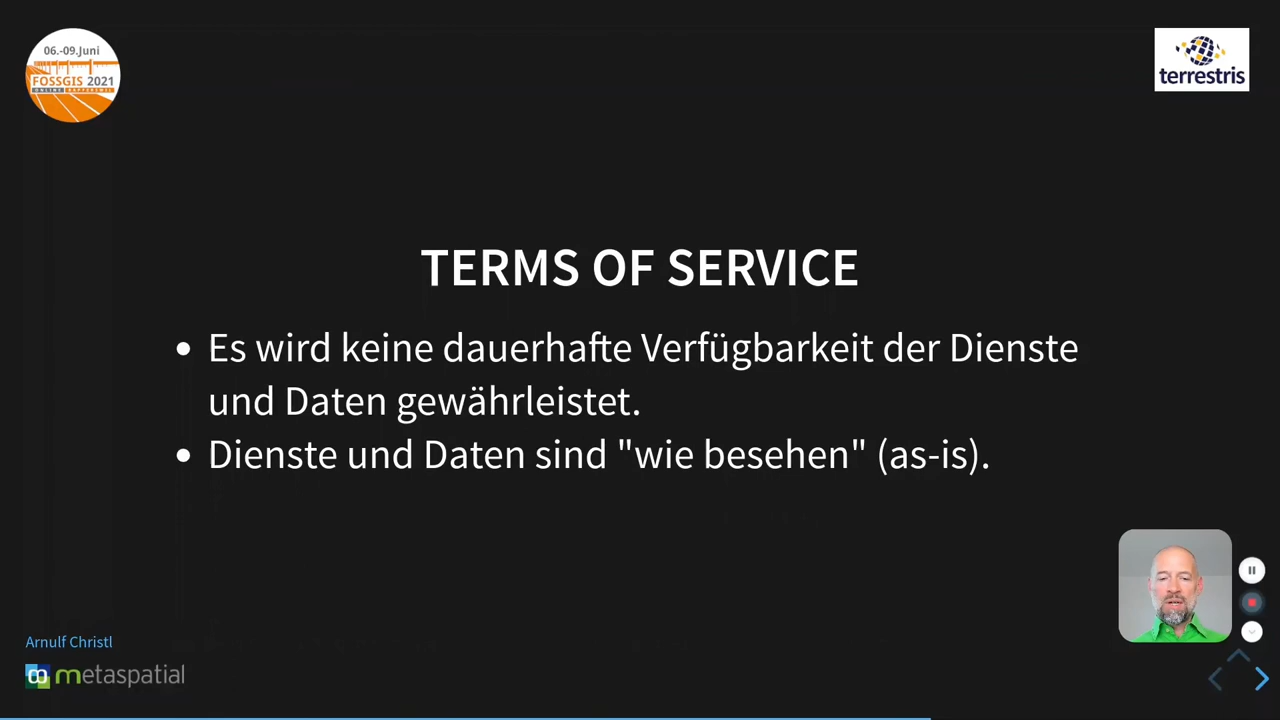 06.-09.Juni
FOSSGIS 2021
terrestris
TERMS OF SERVICE
• Es wird keine dauerhafte Verfügbarkeit der Dienste
und Daten gewährleistet.
• Dienste und Daten sind "wie besehen" (as-is).
Arnulf Christl
metaspatial